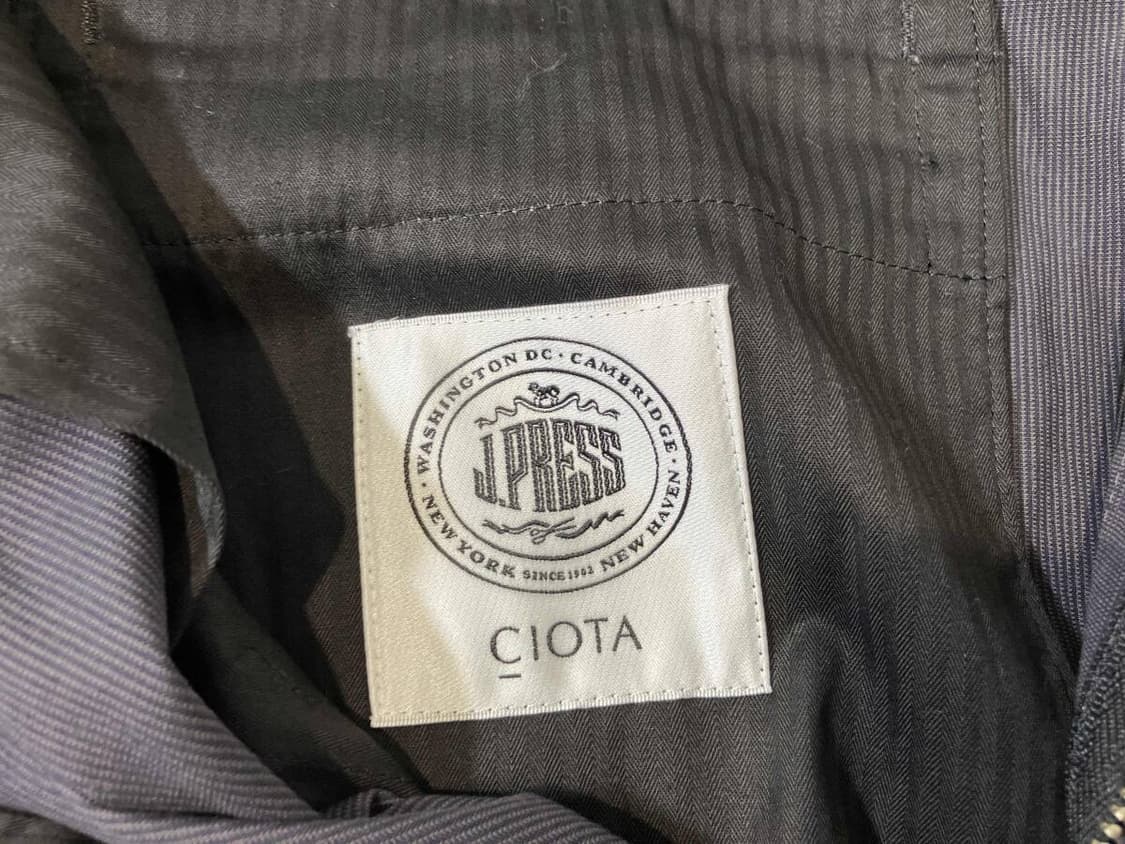 WASHINGTON DC · CAMBRIDGE ·
J.PRESS
· NEW YORK SINCE 1902 NEW HAVEN
CIOTA